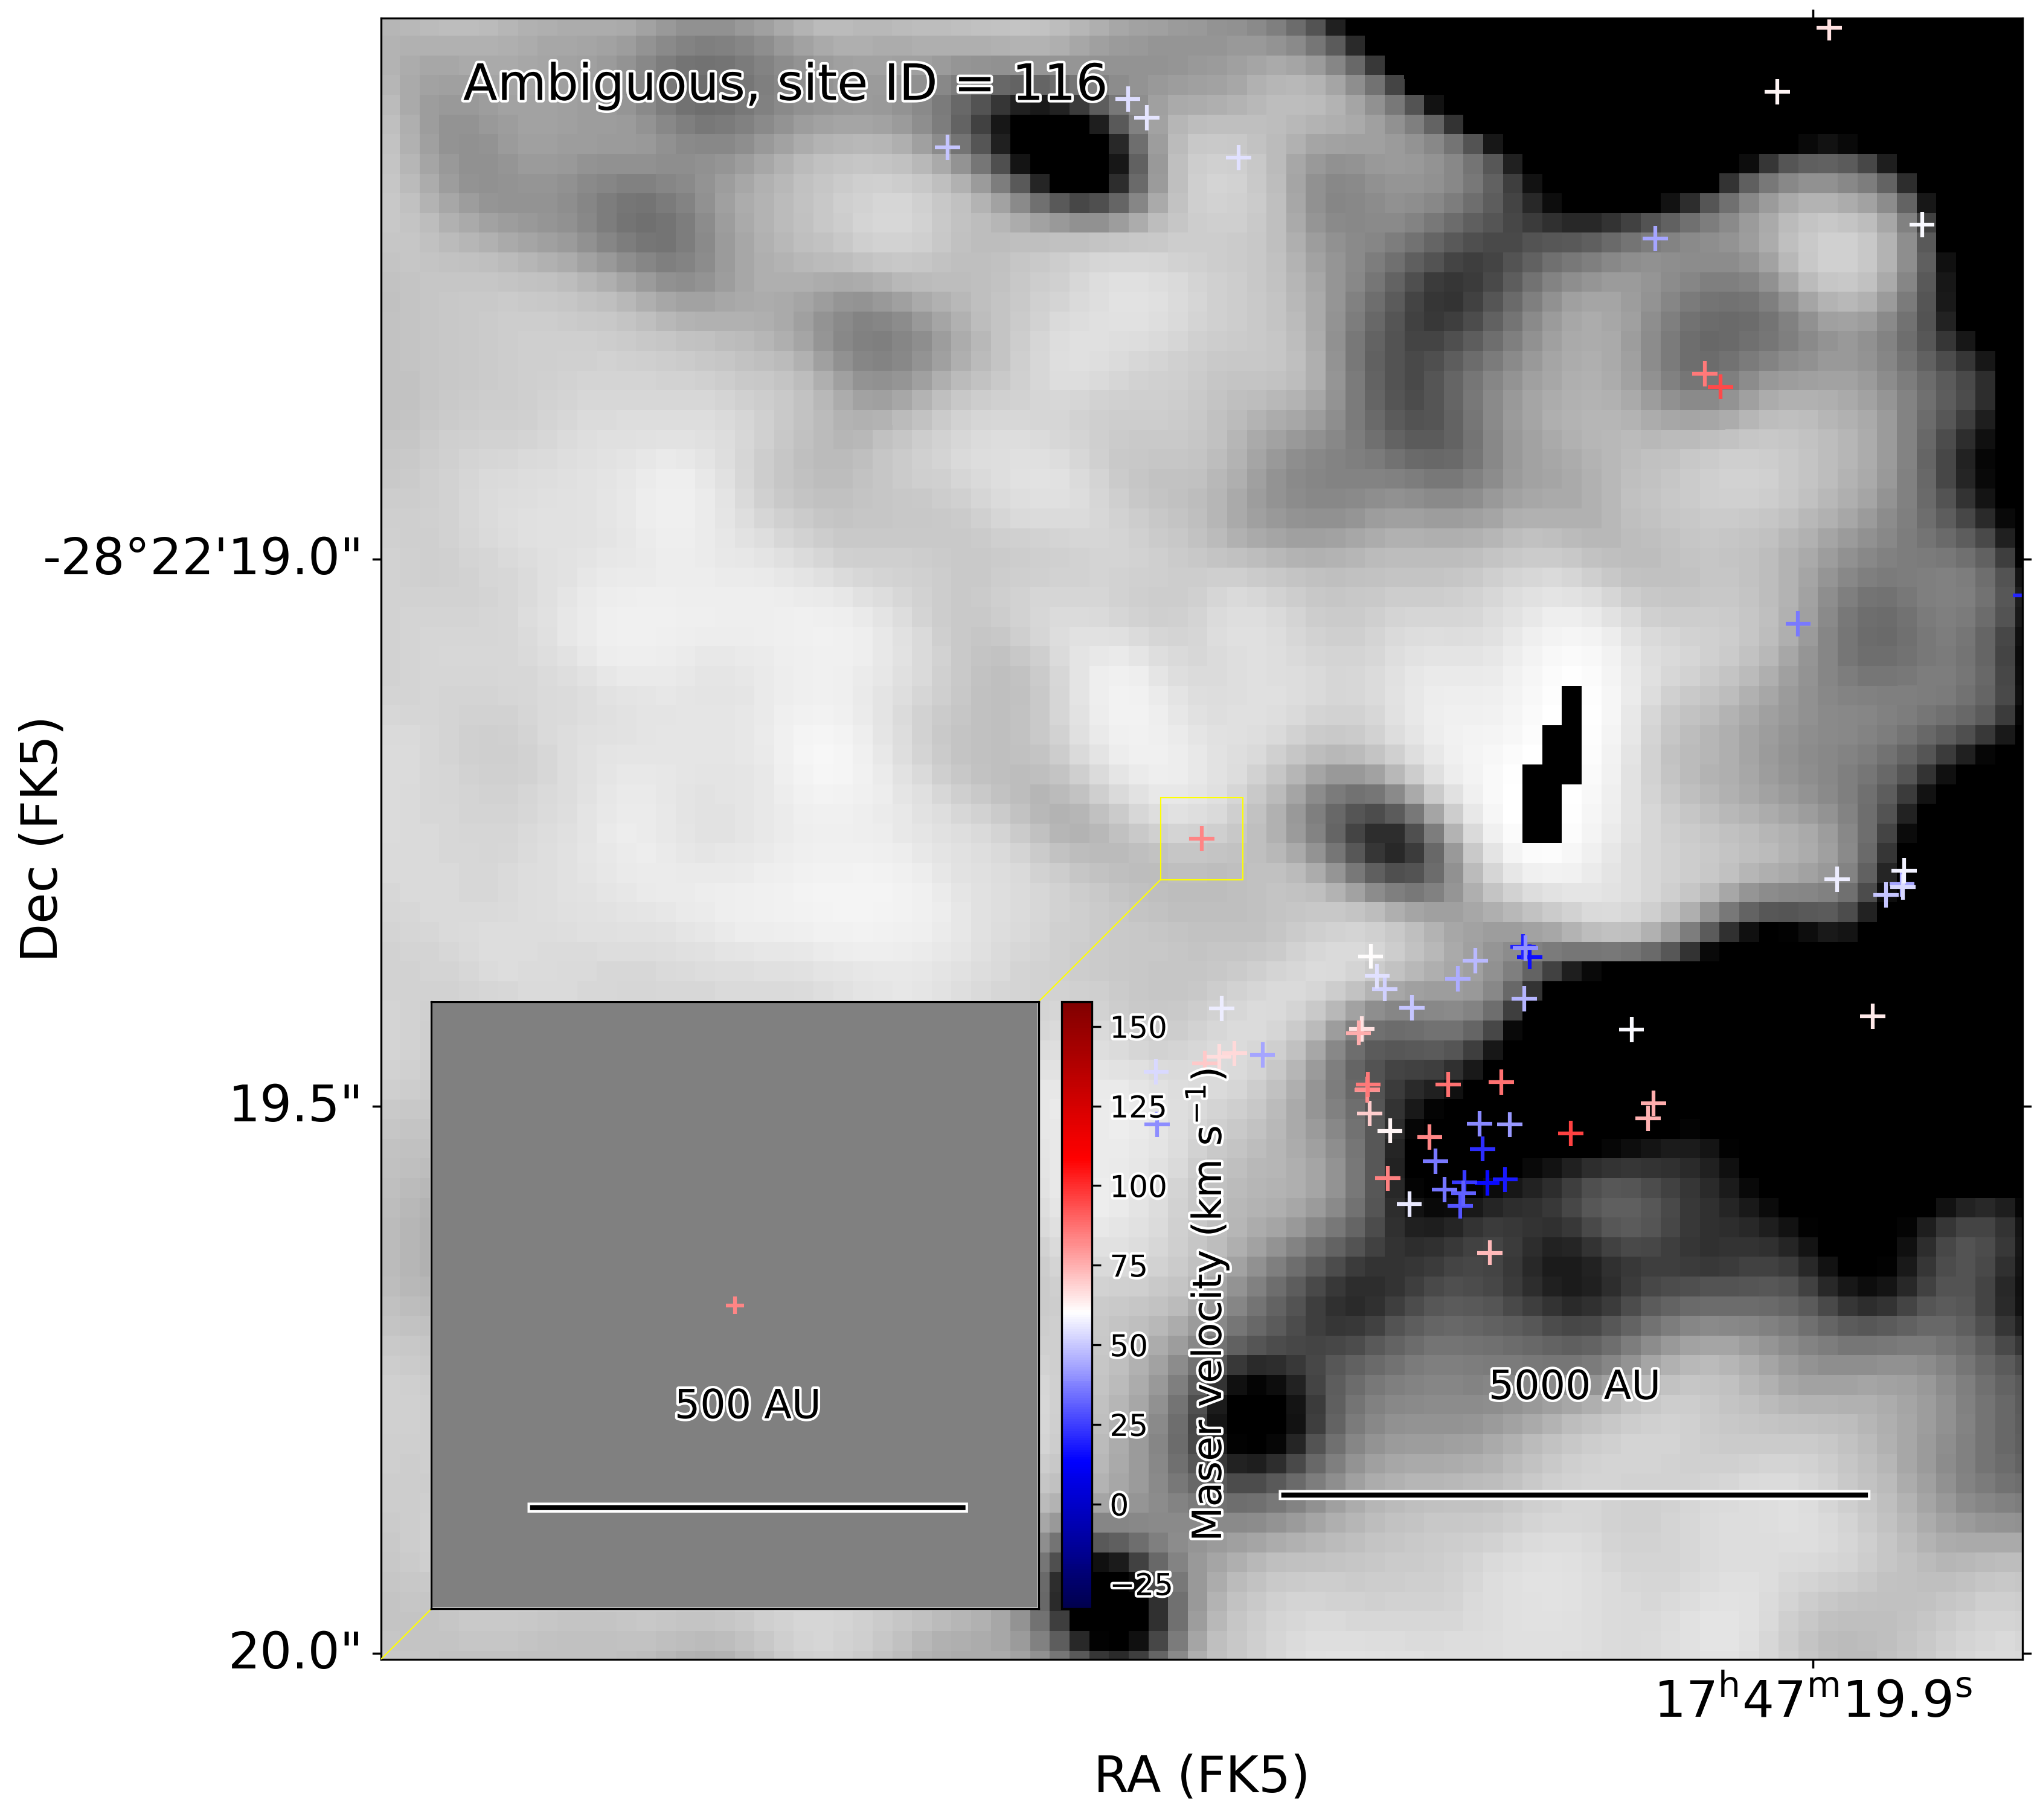 Ambiguous, site ID = 116
-28°22'19.0"
19.5"
20.0"
Dec (FK5)
150
125
100
75
50
25
0
−25
Maser velocity (km s⁻¹)
500 AU
5000 AU
17ʰ47ᵐ19.9ˢ
RA (FK5)